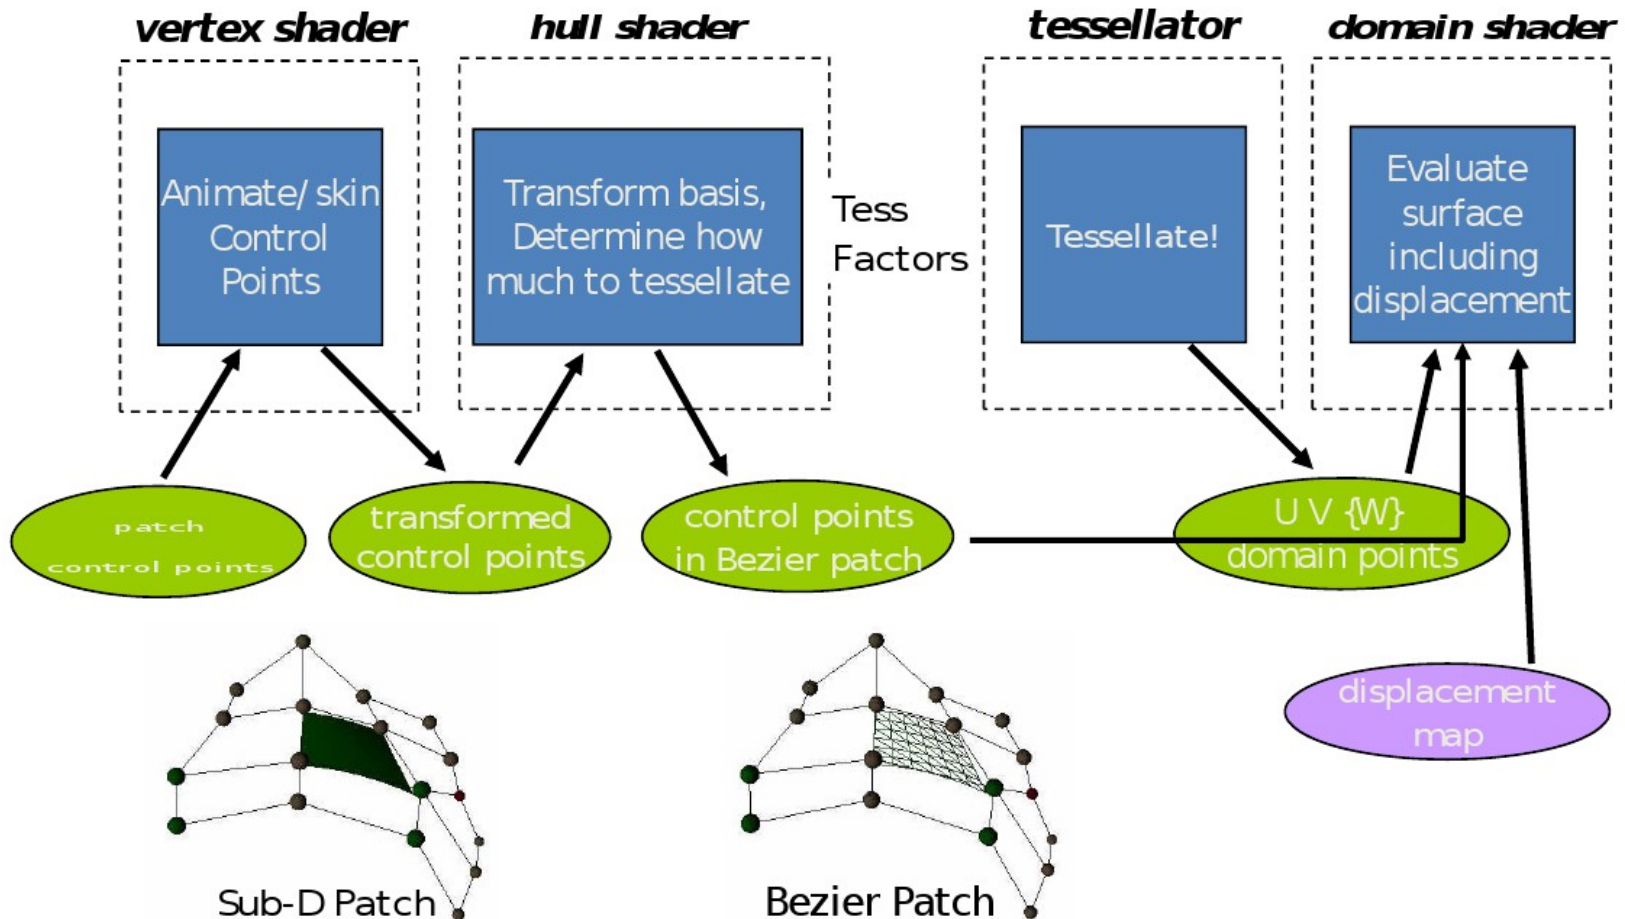 vertex shader
hull shader
tessellator
domain shader
Animate/ skin
Control
Points
Transform basis,
Determine how
much to tessellate
Tess
Factors
Tessellate!
Evaluate
surface
including
displacement
patch
control points
transformed
control points
control points
in Bezier patch
U V {W}
domain points
displacement
map
Sub-D Patch
Bezier Patch